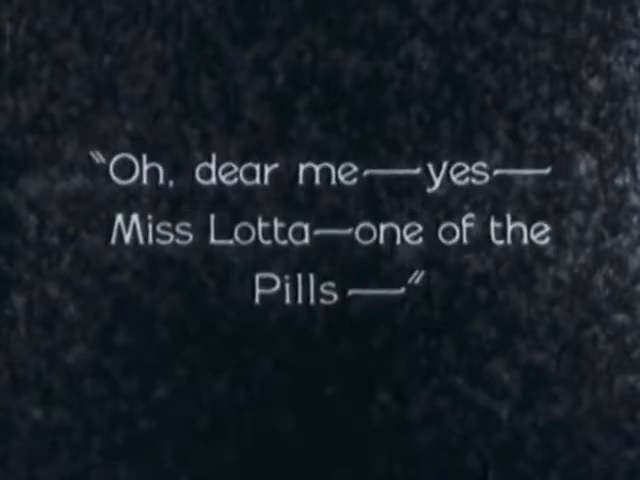 "Oh, dear me—yes—
Miss Lotta—one of the
Pills—"